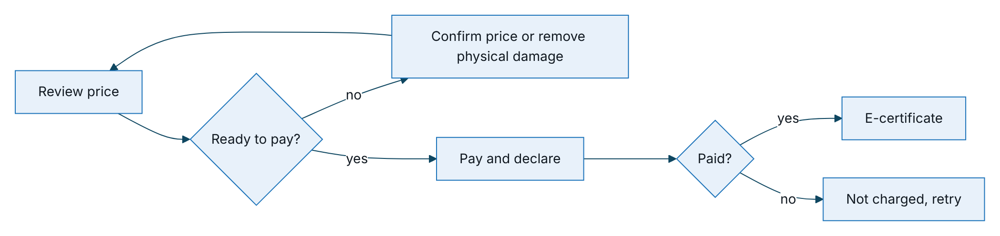 Confirm price or remove
physical damage
Review price
no
Ready to pay?
yes
Pay and declare
Paid?
yes
E-certificate
no
Not charged, retry